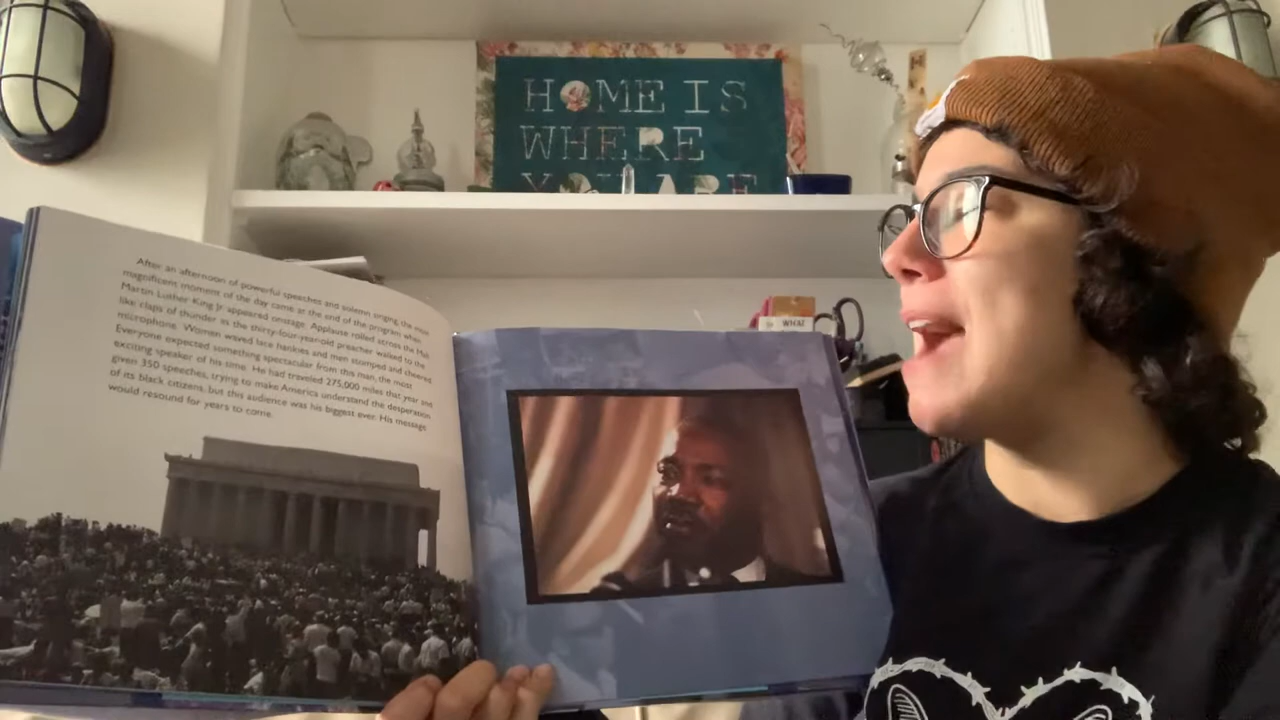 HOME IS
WHERE
YOU ARE
After an afternoon of powerful speeches and solemn singing, the most
magnificent moment of the day came at the end of the program when
Martin Luther King Jr. appeared onstage. Applause rolled across the Mall
like claps of thunder as the thirty-four-year-old preacher walked to the
microphone. Women waved lace hankies and men stomped and cheered.
Everyone expected something spectacular from this man, the most
exciting speaker of his time. He had traveled 275,000 miles that year and
given 350 speeches, trying to make America understand the desperation
of its black citizens, but this audience was his biggest ever. His message
would resound for years to come.
WHAT